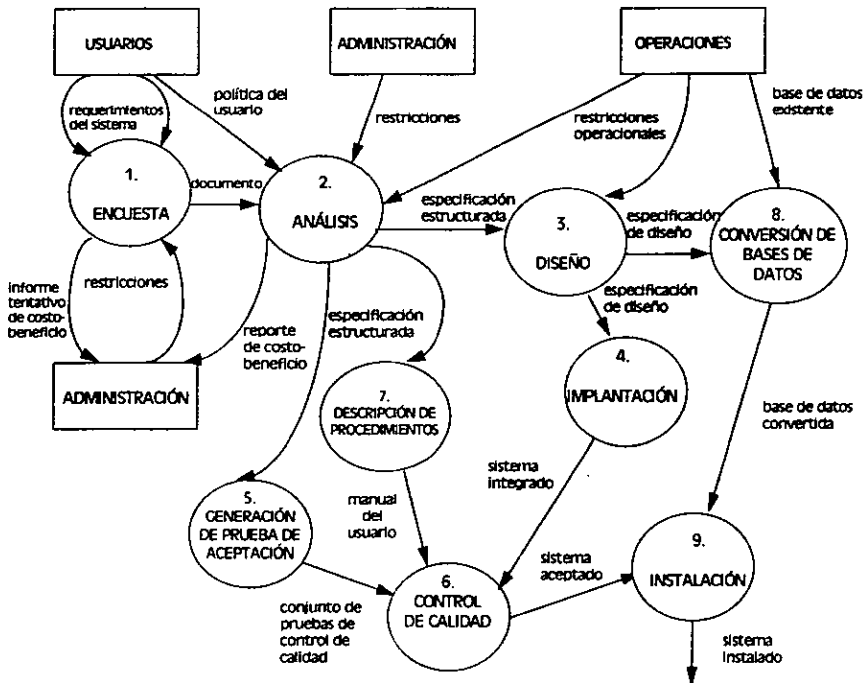 USUARIOS
ADMINISTRACIÓN
OPERACIONES
requerimientos
del sistema
política del
usuario
restricciones
restricciones
operacionales
base de datos
existente
1.
ENCUESTA
documento
2.
ANÁLISIS
especificación
estructurada
3.
DISEÑO
especificación
de diseño
8.
CONVERSIÓN DE
BASES DE
DATOS
informe
tentativo
de costo-
beneficio
restricciones
reporte
de costo-
beneficio
especificación
estructurada
especificación
de diseño
ADMINISTRACIÓN
7.
DESCRIPCIÓN DE
PROCEDIMIENTOS
4.
IMPLANTACIÓN
base de datos
convertida
5.
GENERACIÓN
DE PRUEBA DE
ACEPTACIÓN
manual
del
usuario
sistema
integrado
6.
CONTROL
DE CALIDAD
sistema
aceptado
9.
INSTALACIÓN
conjunto de
pruebas de
control de
calidad
sistema
instalado